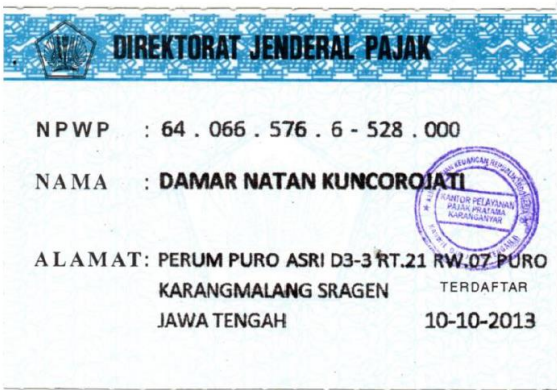 DIREKTORAT JENDERAL PAJAK
NPWP : 64 . 066 . 576 . 6 - 528 . 000
NAMA : DAMAR NATAN KUNCOROJATI
KANTOR PELAYANAN
PAJAK PRATAMA
KARANGANYAR
ALAMAT: PERUM PURO ASRI D3-3 RT.21 RW.07 PURO
KARANGMALANG SRAGEN
JAWA TENGAH
TERDAFTAR
10-10-2013